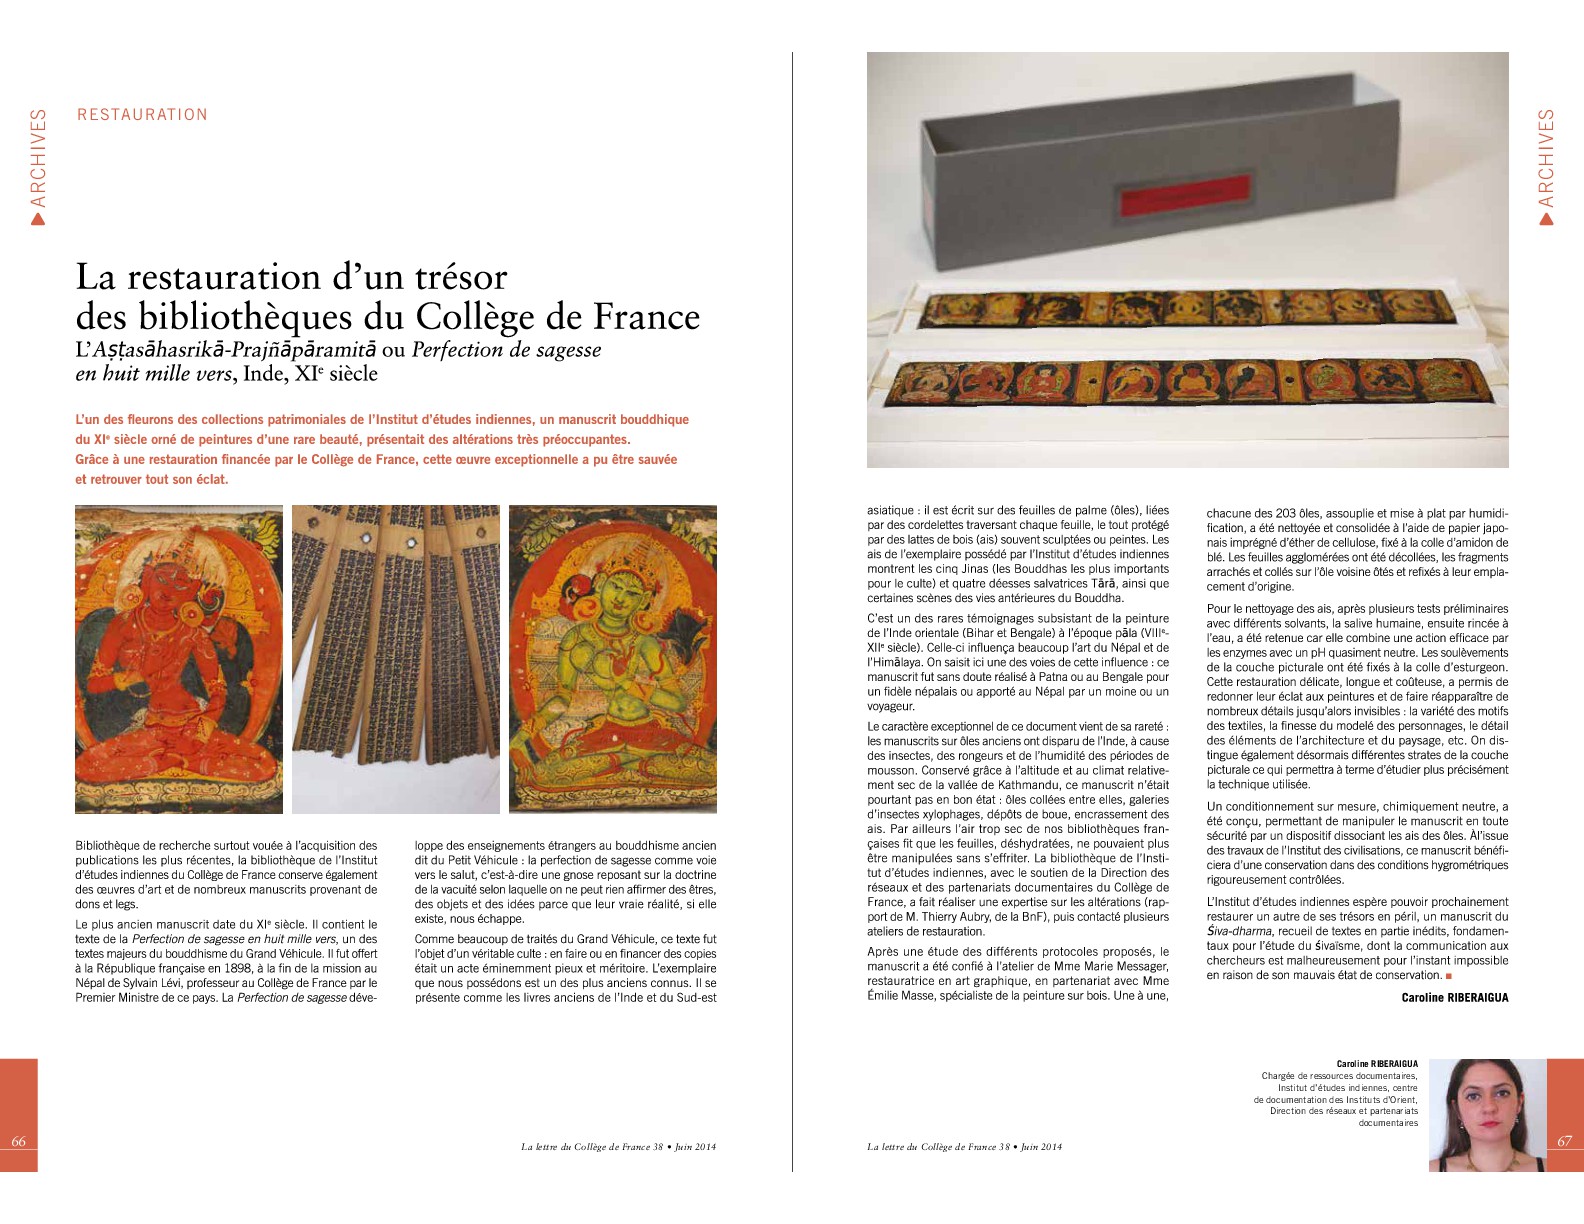 ARCHIVES
RESTAURATION
La restauration d’un trésor
des bibliothèques du Collège de France
L’Aṣṭasāhasrikā-Prajñāpāramitā ou Perfection de sagesse
en huit mille vers, Inde, XIe siècle
L’un des fleurons des collections patrimoniales de l’Institut d’études indiennes, un manuscrit bouddhique
du XIe siècle orné de peintures d’une rare beauté, présentait des altérations très préoccupantes.
Grâce à une restauration financée par le Collège de France, cette œuvre exceptionnelle a pu être sauvée
et retrouver tout son éclat.
Bibliothèque de recherche surtout vouée à l’acquisition des
publications les plus récentes, la bibliothèque de l’Institut
d’études indiennes du Collège de France conserve également
des œuvres d’art et de nombreux manuscrits provenant de
dons et legs.
Le plus ancien manuscrit date du XIe siècle. Il contient le
texte de la Perfection de sagesse en huit mille vers, un des
textes majeurs du bouddhisme du Grand Véhicule. Il fut offert
à la République française en 1898, à la fin de la mission au
Népal de Sylvain Lévi, professeur au Collège de France par le
Premier Ministre de ce pays. La Perfection de sagesse déve-
loppe des enseignements étrangers au bouddhisme ancien
dit du Petit Véhicule : la perfection de sagesse comme voie
vers le salut, c’est-à-dire une gnose reposant sur la doctrine
de la vacuité selon laquelle on ne peut rien affirmer des êtres,
des objets et des idées parce que leur vraie réalité, si elle
existe, nous échappe.
Comme beaucoup de traités du Grand Véhicule, ce texte fut
l’objet d’un véritable culte : en faire ou en financer des copies
était un acte éminemment pieux et méritoire. L’exemplaire
que nous possédons est un des plus anciens connus. Il se
présente comme les livres anciens de l’Inde et du Sud-est
66
La lettre du Collège de France 38 • Juin 2014
ARCHIVES
asiatique : il est écrit sur des feuilles de palme (ôles), liées
par des cordelettes traversant chaque feuille, le tout protégé
par des lattes de bois (ais) souvent sculptées ou peintes. Les
ais de l’exemplaire possédé par l’Institut d’études indiennes
montrent les cinq Jinas (les Bouddhas les plus importants
pour le culte) et quatre déesses salvatrices Tārā, ainsi que
certaines scènes des vies antérieures du Bouddha.
C’est un des rares témoignages subsistant de la peinture
de l’Inde orientale (Bihar et Bengale) à l’époque pāla (VIIIe-
XIIe siècle). Celle-ci influença beaucoup l’art du Népal et de
l’Himālaya. On saisit ici une des voies de cette influence : ce
manuscrit fut sans doute réalisé à Patna ou au Bengale pour
un fidèle népalais ou apporté au Népal par un moine ou un
voyageur.
Le caractère exceptionnel de ce document vient de sa rareté :
les manuscrits sur ôles anciens ont disparu de l’Inde, à cause
des insectes, des rongeurs et de l’humidité des périodes de
mousson. Conservé grâce à l’altitude et au climat relative-
ment sec de la vallée de Kathmandu, ce manuscrit n’était
pourtant pas en bon état : ôles collées entre elles, galeries
d’insectes xylophages, dépôts de boue, encrassement des
ais. Par ailleurs l’air trop sec de nos bibliothèques fran-
çaises fit que les feuilles, déshydratées, ne pouvaient plus
être manipulées sans s’effriter. La bibliothèque de l’Insti-
tut d’études indiennes, avec le soutien de la Direction des
réseaux et des partenariats documentaires du Collège de
France, a fait réaliser une expertise sur les altérations (rap-
port de M. Thierry Aubry, de la BnF), puis contacté plusieurs
ateliers de restauration.
Après une étude des différents protocoles proposés, le
manuscrit a été confié à l’atelier de Mme Marie Messager,
restauratrice en art graphique, en partenariat avec Mme
Émilie Masse, spécialiste de la peinture sur bois. Une à une,
chacune des 203 ôles, assouplie et mise à plat par humidi-
fication, a été nettoyée et consolidée à l’aide de papier japo-
nais imprégné d’éther de cellulose, fixé à la colle d’amidon de
blé. Les feuilles agglomérées ont été décollées, les fragments
arrachés et collés sur l’ôle voisine ôtés et refixés à leur empla-
cement d’origine.
Pour le nettoyage des ais, après plusieurs tests préliminaires
avec différents solvants, la salive humaine, ensuite rincée à
l’eau, a été retenue car elle combine une action efficace par
les enzymes avec un pH quasiment neutre. Les soulèvements
de la couche picturale ont été fixés à la colle d’esturgeon.
Cette restauration délicate, longue et coûteuse, a permis de
redonner leur éclat aux peintures et de faire réapparaître de
nombreux détails jusqu’alors invisibles : la variété des motifs
des textiles, la finesse du modelé des personnages, le détail
des éléments de l’architecture et du paysage, etc. On dis-
tingue également désormais différentes strates de la couche
picturale ce qui permettra à terme d’étudier plus précisément
la technique utilisée.
Un conditionnement sur mesure, chimiquement neutre, a
été conçu, permettant de manipuler le manuscrit en toute
sécurité par un dispositif dissociant les ais des ôles. Àl’issue
des travaux de l’Institut des civilisations, ce manuscrit bénéfi-
ciera d’une conservation dans des conditions hygrométriques
rigoureusement contrôlées.
L’Institut d’études indiennes espère pouvoir prochainement
restaurer un autre de ses trésors en péril, un manuscrit du
Śiva-dharma, recueil de textes en partie inédits, fondamen-
taux pour l’étude du śivaïsme, dont la communication aux
chercheurs est malheureusement pour l’instant impossible
en raison de son mauvais état de conservation.
Caroline RIBERAIGUA
Caroline RIBERAIGUA
Chargée de ressources documentaires,
Institut d’études indiennes, centre
de documentation des Instituts d’Orient,
Direction des réseaux et partenariats
documentaires
La lettre du Collège de France 38 • Juin 2014
67